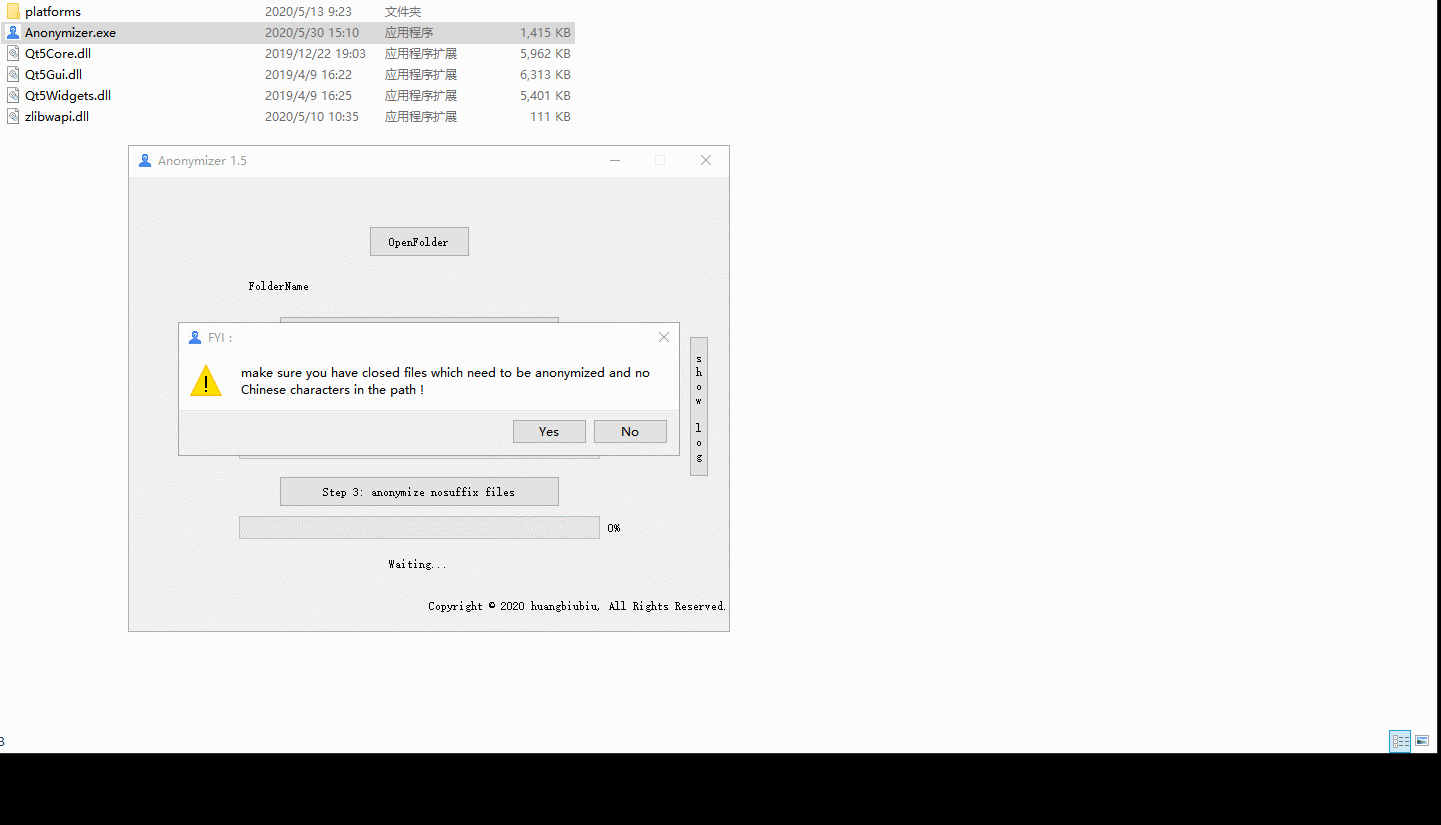 platforms 2020/5/13 9:23 文件夹
Anonymizer.exe 2020/5/30 15:10 应用程序 1,415 KB
Qt5Core.dll 2019/12/22 19:03 应用程序扩展 5,962 KB
Qt5Gui.dll 2019/4/9 16:22 应用程序扩展 6,313 KB
Qt5Widgets.dll 2019/4/9 16:25 应用程序扩展 5,401 KB
zlibwapi.dll 2020/5/10 10:35 应用程序扩展 111 KB
Anonymizer 1.5
OpenFolder
FolderName
FYI :
make sure you have closed files which need to be anonymized and no
Chinese characters in the path !
Yes No
show log
Step 3: anonymize nosuffix files
0%
Waiting...
Copyright © 2020 huangbiubiu, All Rights Reserved.